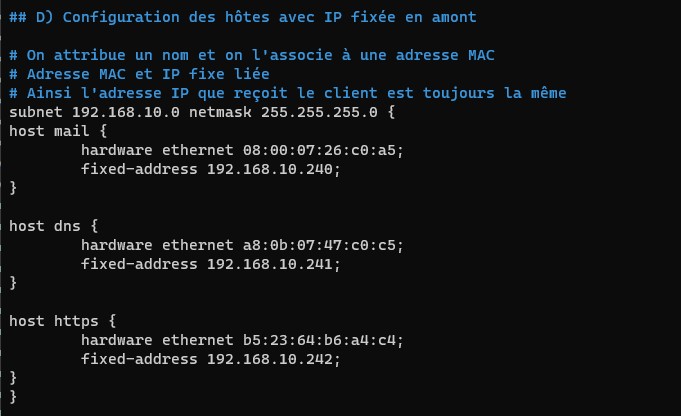 ## D) Configuration des hôtes avec IP fixée en amont
# On attribue un nom et on l'associe à une adresse MAC
# Adresse MAC et IP fixe liée
# Ainsi l'adresse IP que reçoit le client est toujours la même
subnet 192.168.10.0 netmask 255.255.255.0 {
host mail {
        hardware ethernet 08:00:07:26:c0:a5;
        fixed-address 192.168.10.240;
}
host dns {
        hardware ethernet a8:0b:07:47:c0:c5;
        fixed-address 192.168.10.241;
}
host https {
        hardware ethernet b5:23:64:b6:a4:c4;
        fixed-address 192.168.10.242;
}
}